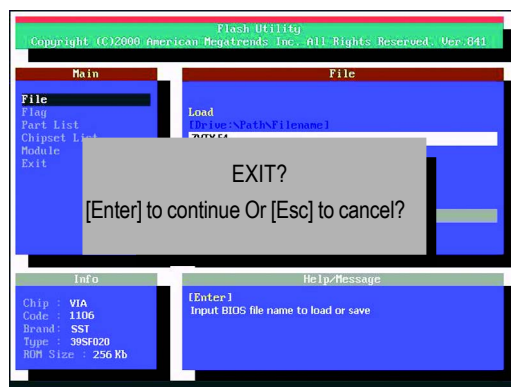 Flash Utility
Copyright (C)2000 American Megatrends Inc. All Rights Reserved. Ver.841
Main
File
File
Flag
Part List
Chipset List
Module
Exit
Load
[Drive:\Path\Filename]
7VTX.F4
EXIT?
[Enter] to continue Or [Esc] to cancel?
Info
Chip : VIA
Code : 1106
Brand: SST
Type : 39SF020
ROM Size : 256 Kb
Help/Message
[Enter]
Input BIOS file name to load or save